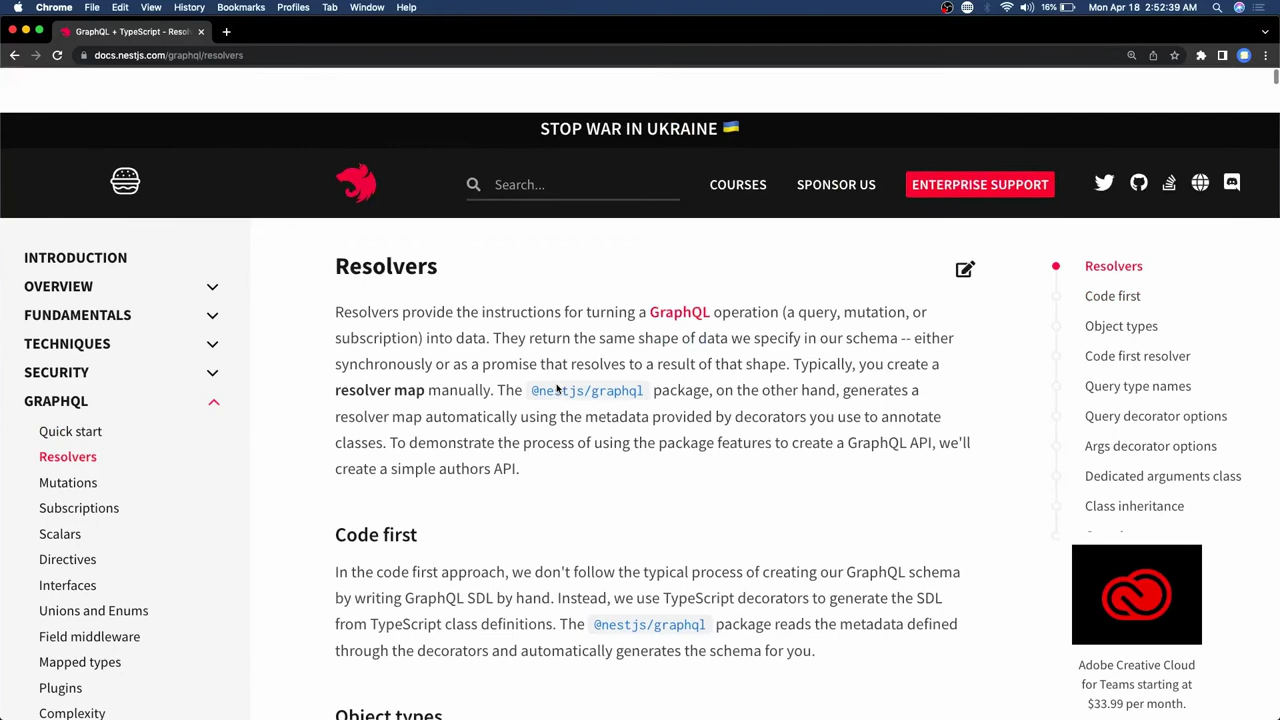 Chrome File Edit View History Bookmarks Profiles Tab Window Help 16% Mon Apr 18 2:52:39 AM
GraphQL + TypeScript - Resol
docs.nestjs.com/graphql/resolvers
STOP WAR IN UKRAINE 🇺🇦
Search...
COURSES
SPONSOR US
ENTERPRISE SUPPORT
INTRODUCTION
OVERVIEW
FUNDAMENTALS
TECHNIQUES
SECURITY
GRAPHQL
Quick start
Resolvers
Mutations
Subscriptions
Scalars
Directives
Interfaces
Unions and Enums
Field middleware
Mapped types
Plugins
Complexity
Resolvers
Resolvers provide the instructions for turning a GraphQL operation (a query, mutation, or
subscription) into data. They return the same shape of data we specify in our schema -- either
synchronously or as a promise that resolves to a result of that shape. Typically, you create a
resolver map manually. The @nestjs/graphql package, on the other hand, generates a
resolver map automatically using the metadata provided by decorators you use to annotate
classes. To demonstrate the process of using the package features to create a GraphQL API, we'll
create a simple authors API.
Code first
In the code first approach, we don't follow the typical process of creating our GraphQL schema
by writing GraphQL SDL by hand. Instead, we use TypeScript decorators to generate the SDL
from TypeScript class definitions. The @nestjs/graphql package reads the metadata defined
through the decorators and automatically generates the schema for you.
Object types
Resolvers
Code first
Object types
Code first resolver
Query type names
Query decorator options
Args decorator options
Dedicated arguments class
Class inheritance
Adobe Creative Cloud
for Teams starting at
$33.99 per month.